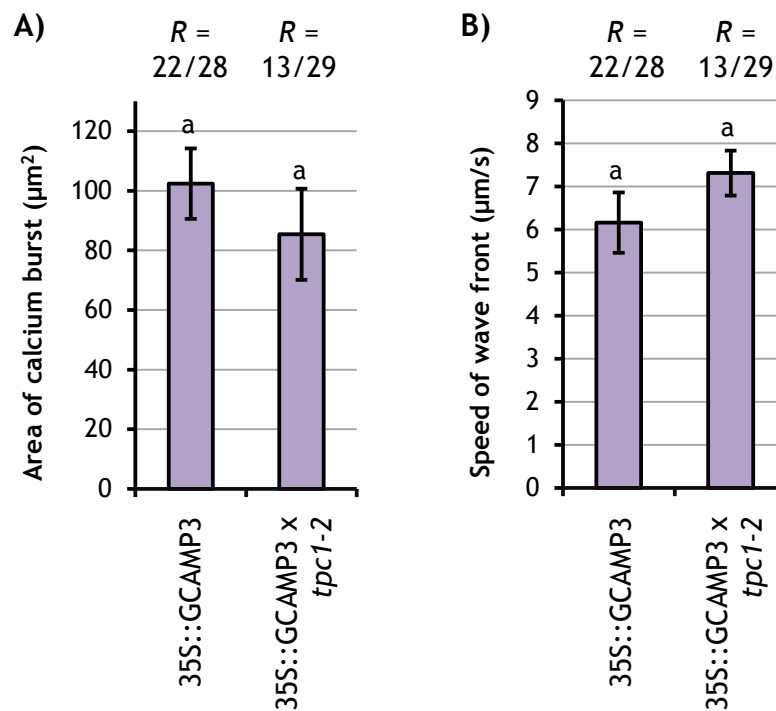 A)
R =
22/28
R =
13/29
Area of calcium burst (µm²)
120
100
80
60
40
20
0
a
a
35S::GCAMP3
35S::GCAMP3 x
tpc1-2
B)
R =
22/28
R =
13/29
Speed of wave front (µm/s)
9
8
7
6
5
4
3
2
1
0
a
a
35S::GCAMP3
35S::GCAMP3 x
tpc1-2